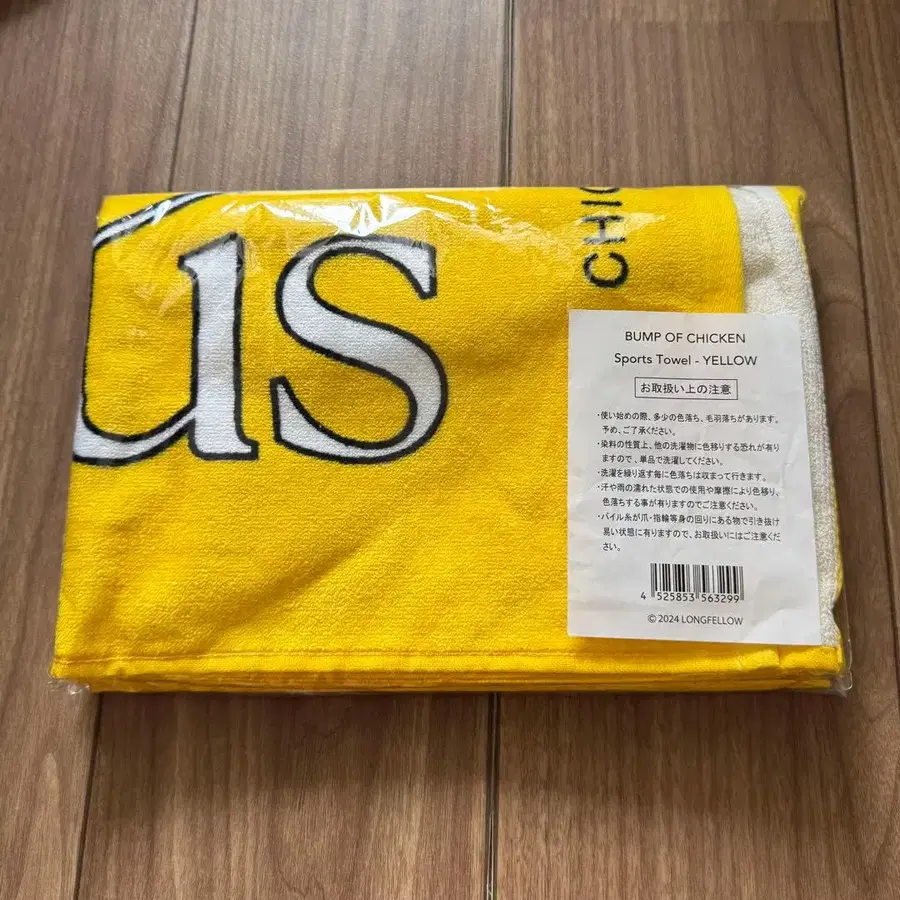 us
CHIC
BUMP OF CHICKEN
Sports Towel - YELLOW
お取扱い上の注意
・使い始めの際、多少の色落ち、毛羽落ちがあります。
予め、ご了承ください。
・染料の性質上、他の洗濯物に色移りする恐れが有り
ますので、単品で洗濯してください。
・洗濯を繰り返す毎に色落ちは収まって行きます。
・汗や雨の濡れた状態での使用や摩擦により色移り、
色落ちする事が有りますのでご注意ください。
・パイル糸が爪・指輪等身の回りにある物で引き抜け
易い状態に有りますので、お取扱いにはご注意くだ
さい。
4 525853 563299
© 2024 LONGFELLOW